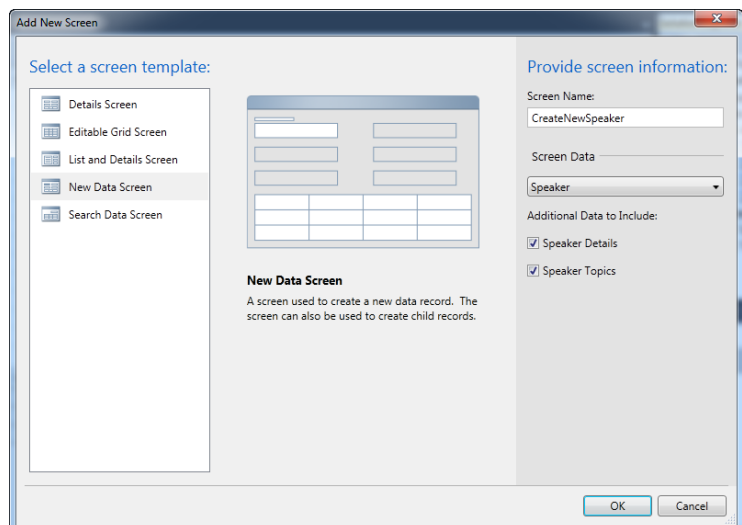 Add New Screen
Select a screen template:
Details Screen
Editable Grid Screen
List and Details Screen
New Data Screen
Search Data Screen
New Data Screen
A screen used to create a new data record. The
screen can also be used to create child records.
Provide screen information:
Screen Name:
CreateNewSpeaker
Screen Data
Speaker
Additional Data to Include:
Speaker Details
Speaker Topics
OK
Cancel